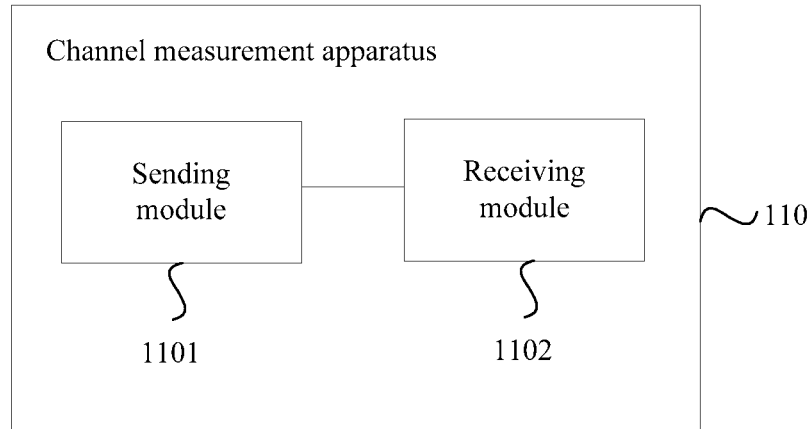 Channel measurement apparatus
Sending
module
Receiving
module
110
1101
1102